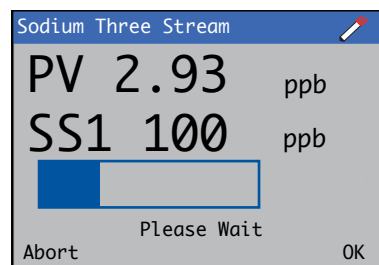 Sodium Three Stream
PV 2.93 ppb
SS1 100 ppb
Please Wait
Abort OK